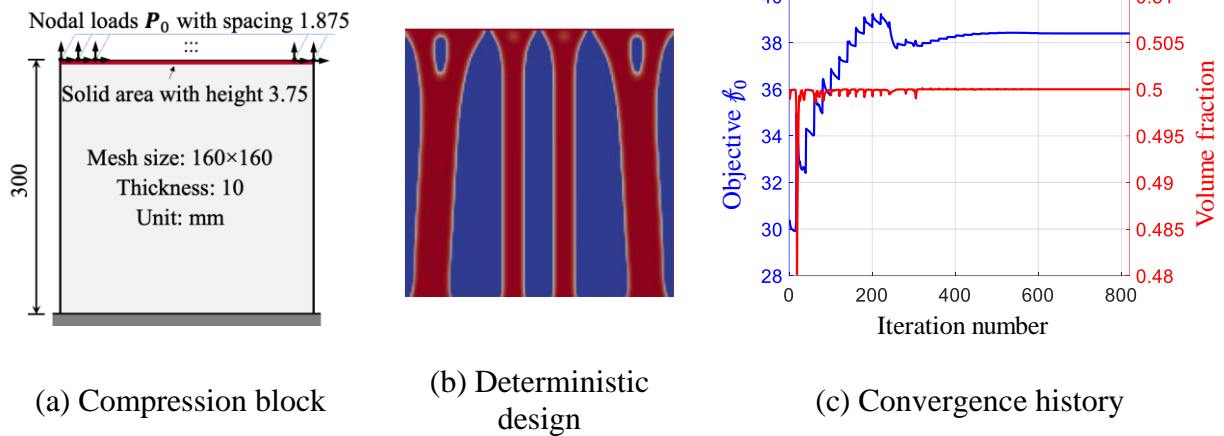 Nodal loads P₀ with spacing 1.875
:::
Solid area with height 3.75
Mesh size: 160×160
Thickness: 10
Unit: mm
300
(a) Compression block
(b) Deterministic
design
38
36
34
32
30
28
0.505
0.5
0.495
0.49
0.485
0.48
0
200
400
600
800
Objective
Volume fraction
Iteration number
(c) Convergence history